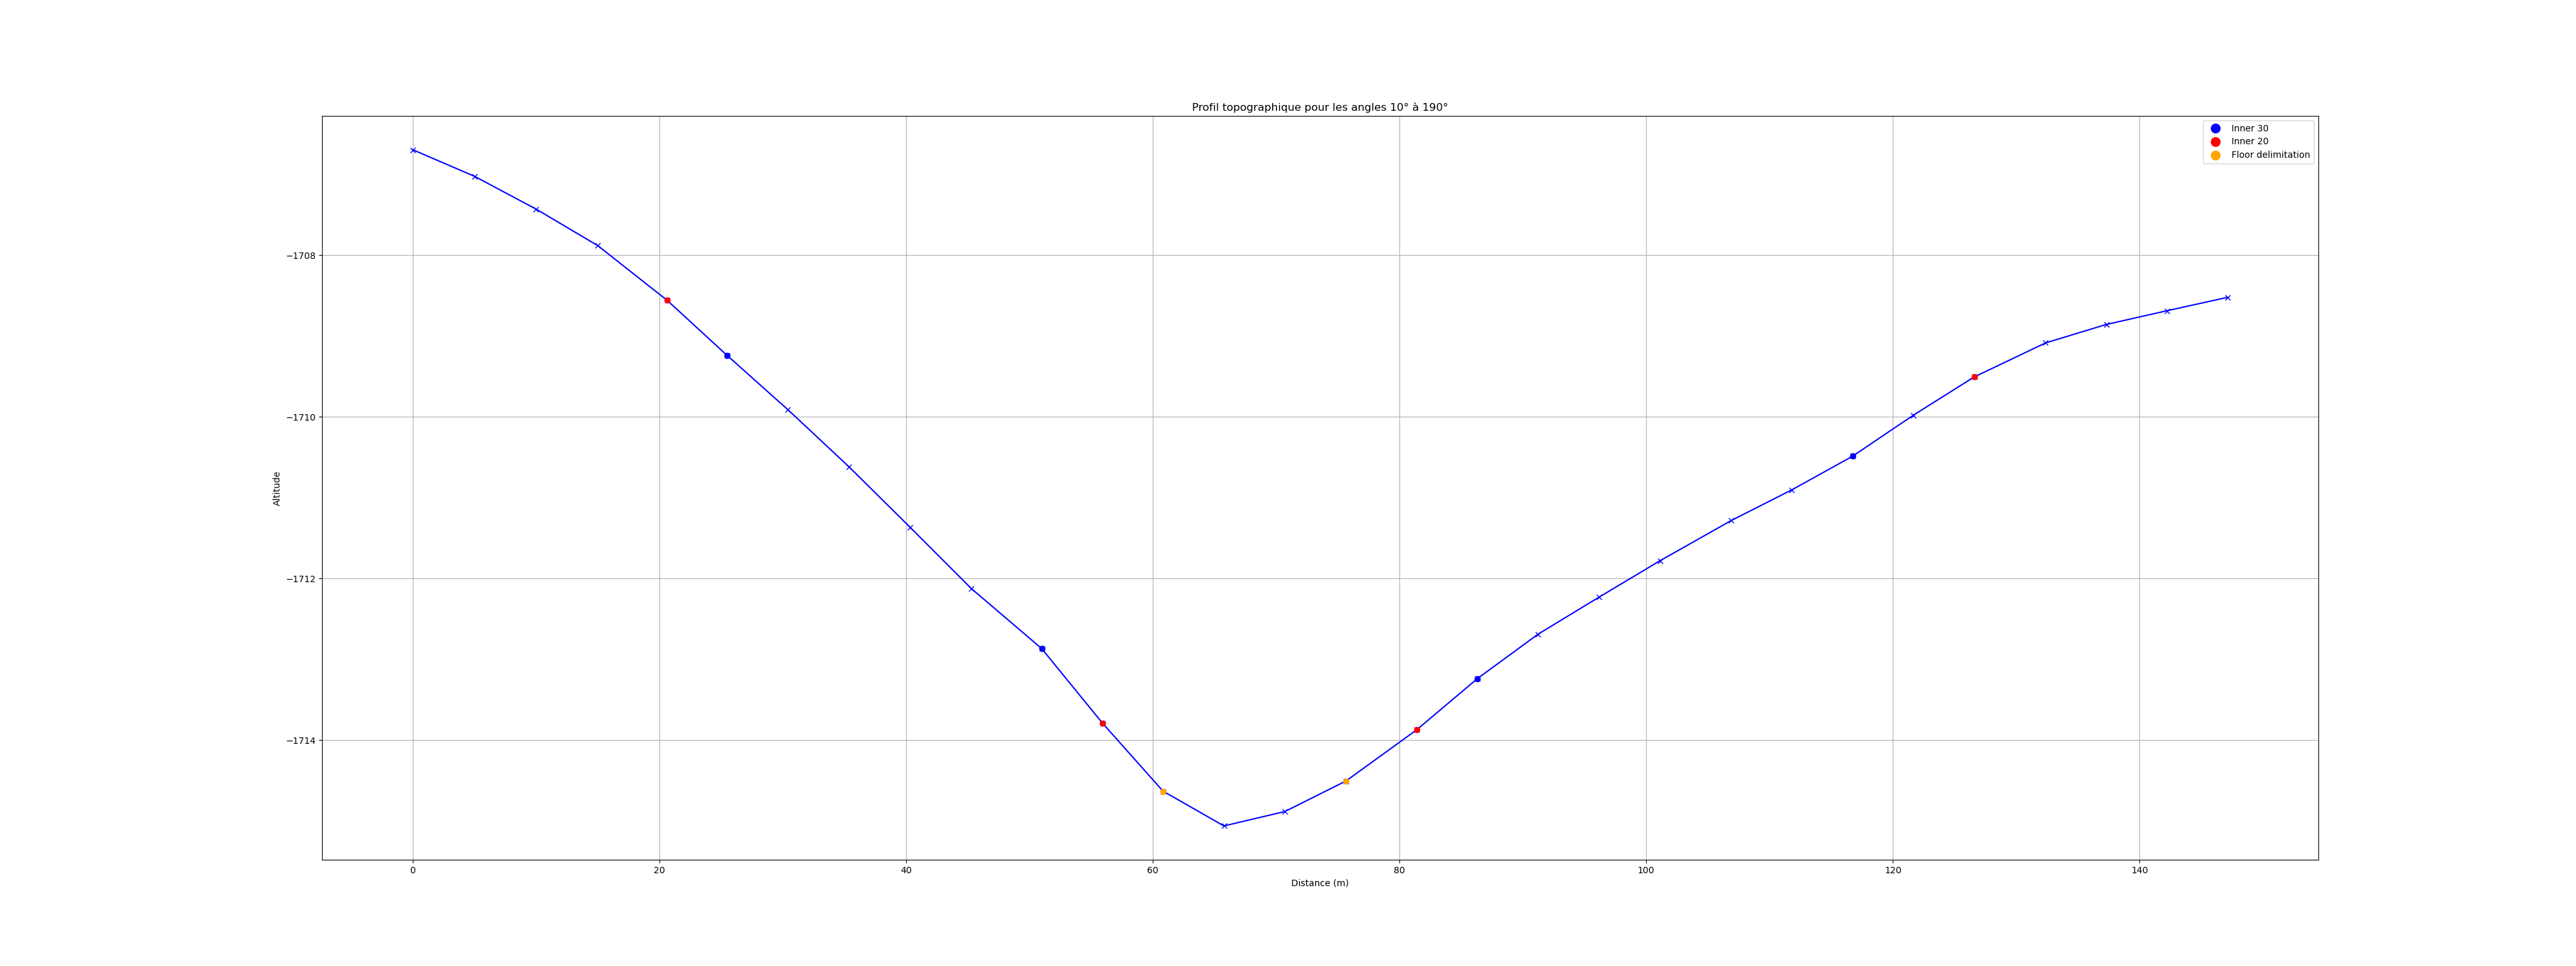 Profil topographique pour les angles 10° à 190°
Inner 30
Inner 20
Floor delimitation
−1708
−1710
−1712
−1714
Altitude
0 20 40 60 80 100 120 140
Distance (m)